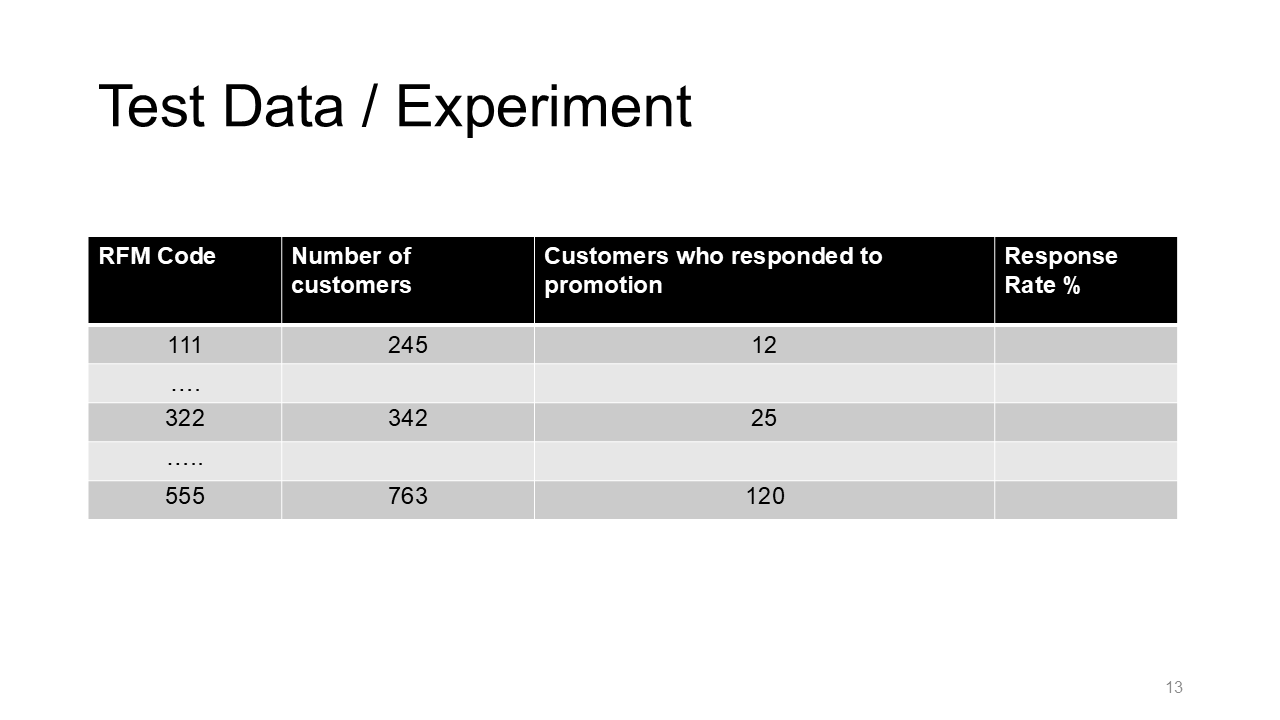 Test Data / Experiment
RFM Code
Number of
customers
Customers who responded to
promotion
Response
Rate %
111 245 12
….
322 342 25
…..
555 763 120
13